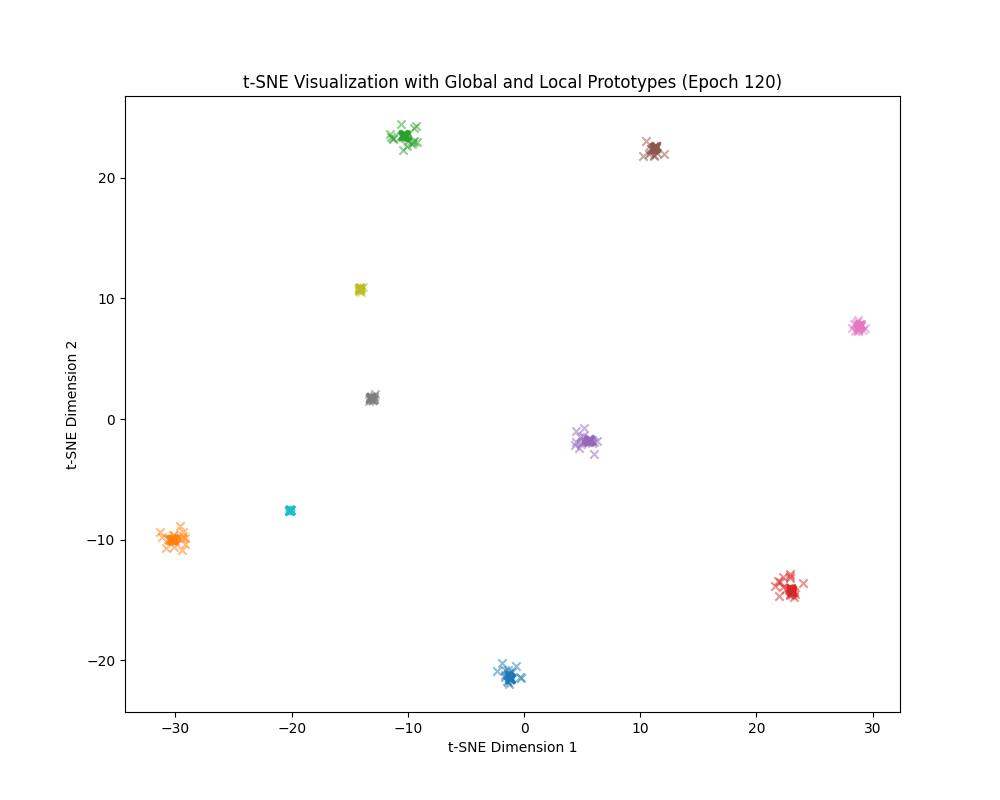 t-SNE Visualization with Global and Local Prototypes (Epoch 120)
20
10
0
−10
−20
t-SNE Dimension 2
−30 −20 −10 0 10 20 30
t-SNE Dimension 1